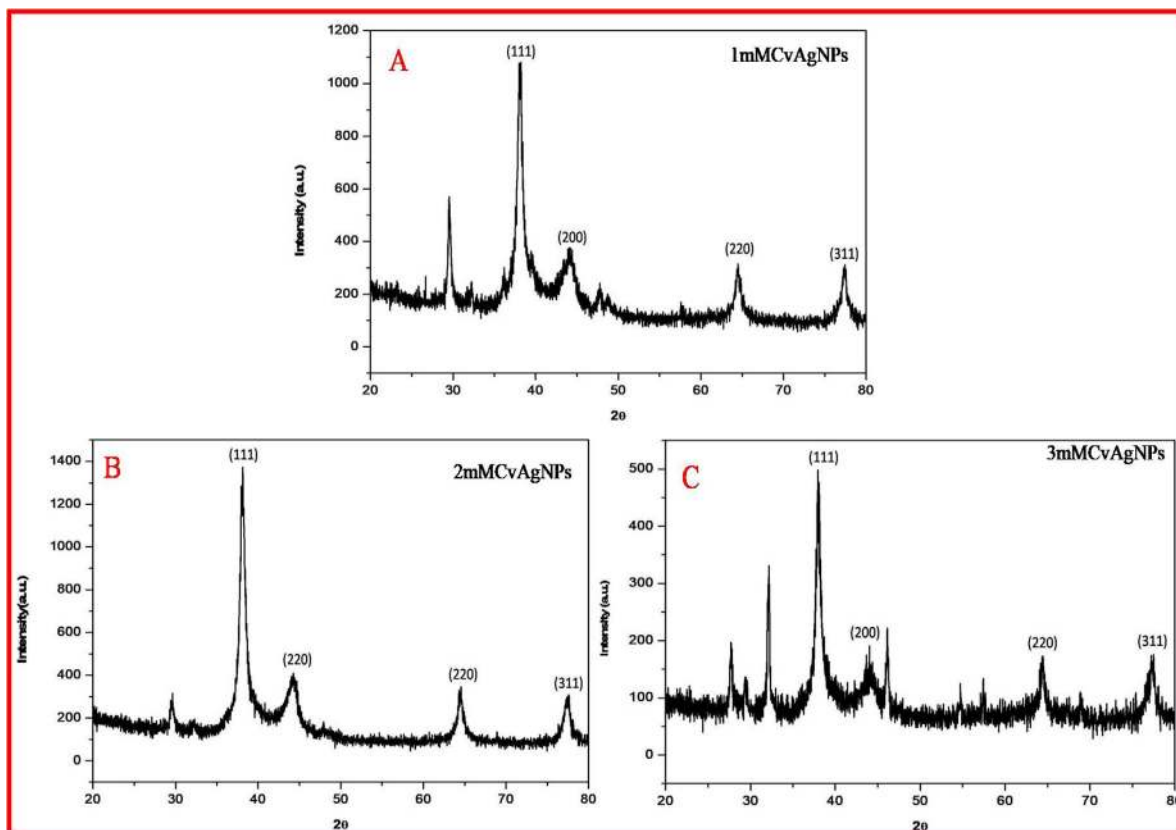 A
1mMCvAgNPs
(111)
(200)
(220)
(311)
Intensity (a.u.)
1200
1000
800
600
400
200
0
20 30 40 50 60 70 80
2θ
B
2mMCvAgNPs
(111)
(220)
(220)
(311)
Intensity(a.u.)
1400
1200
1000
800
600
400
200
0
20 30 40 50 60 70 80
2θ
C
3mMCvAgNPs
(111)
(200)
(220)
(311)
Intensity (a.u.)
500
400
300
200
100
0
20 30 40 50 60 70 80
2θ